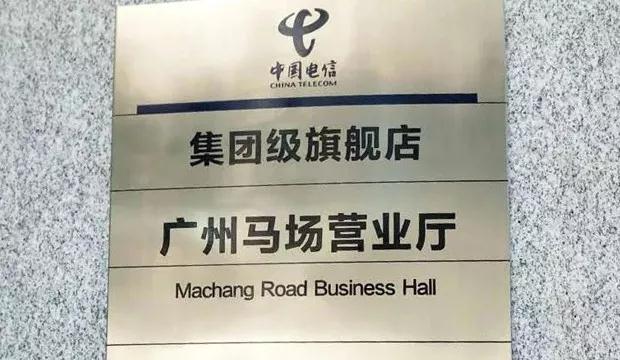 中国电信
CHINA TELECOM
集团级旗舰店
广州马场营业厅
Machang Road Business Hall